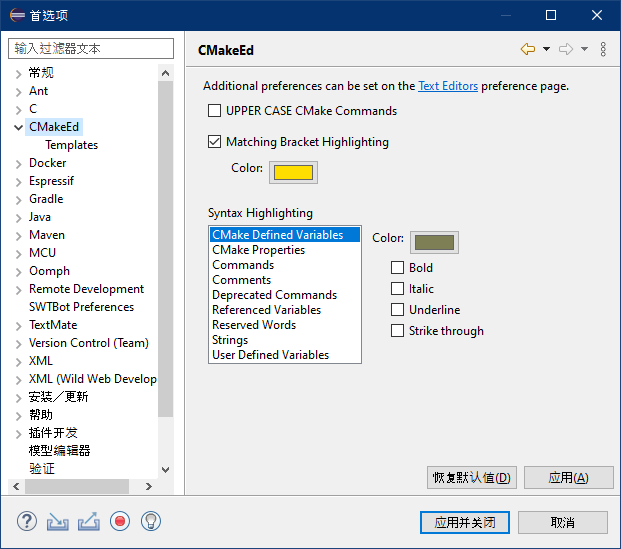 首选项
输入过滤器文本
常规
Ant
C
CMakeEd
Templates
Docker
Espressif
Gradle
Java
Maven
MCU
Oomph
Remote Development
SWTBot Preferences
TextMate
Version Control (Team)
XML
XML (Wild Web Develop
安装／更新
帮助
插件开发
模型编辑器
验证
CMakeEd
Additional preferences can be set on the Text Editors preference page.
UPPER CASE CMake Commands
Matching Bracket Highlighting
Color:
Syntax Highlighting
CMake Defined Variables
CMake Properties
Commands
Comments
Deprecated Commands
Referenced Variables
Reserved Words
Strings
User Defined Variables
Color:
Bold
Italic
Underline
Strike through
恢复默认值(D)
应用(A)
应用并关闭
取消